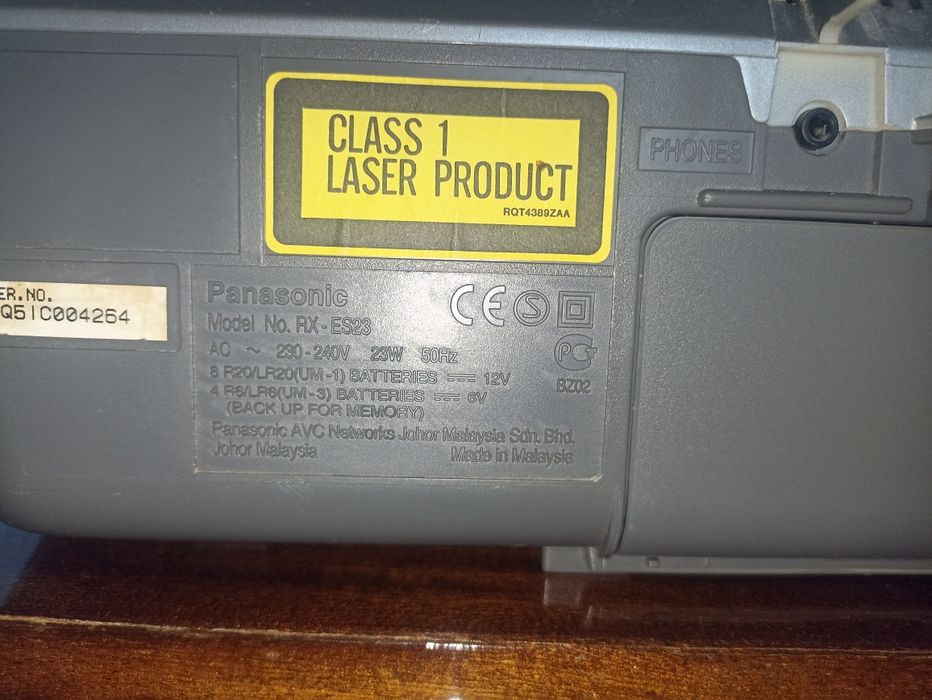 CLASS 1
LASER PRODUCT
RQT4389ZAA
PHONES
ER.NO.
Q5IC004264
Panasonic
Model No. RX-ES23
AC ~ 230-240V 23W 50Hz
8 R20/LR20(UM-1) BATTERIES ⎓ 12V
4 R6/LR6(UM-3) BATTERIES ⎓ 6V
(BACK UP FOR MEMORY)
Panasonic AVC Networks Johor Malaysia Sdn. Bhd.
Johor Malaysia Made in Malaysia
CE S
PG
BZ02